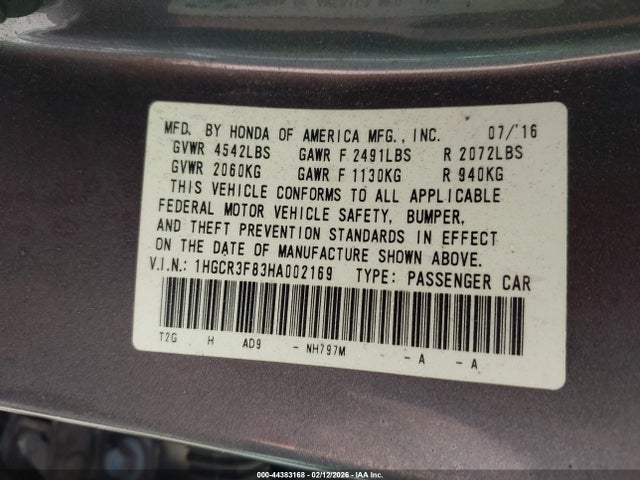 MFD. BY HONDA OF AMERICA MFG., INC. 07/'16
GVWR 4542LBS GAWR F 2491LBS R 2072LBS
GVWR 2060KG GAWR F 1130KG R 940KG
THIS VEHICLE CONFORMS TO ALL APPLICABLE
FEDERAL MOTOR VEHICLE SAFETY, BUMPER,
AND THEFT PREVENTION STANDARDS IN EFFECT
ON THE DATE OF MANUFACTURE SHOWN ABOVE.
V.I.N.: 1HGCR3F83HA002169 TYPE: PASSENGER CAR
T2G H AD9 - NH797M - A - A
000-44383168 - 02/12/2026 - IAA Inc.